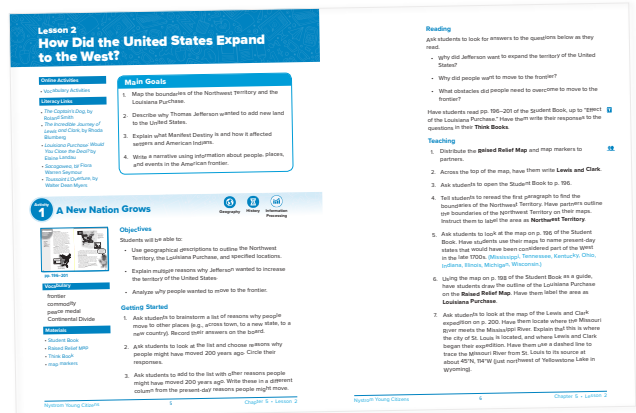 Lesson 2
How Did the United States Expand
to the West?
Online Activities
• Vocabulary Activities
Literacy Links
• The Captain's Dog, by
Roland Smith
• The Incredible Journey of
Lewis and Clark, by Rhoda
Blumberg
• Louisiana Purchase: Would
You Close the Deal? by
Elaine Landau
• Sacagawea, by Flora
Warren Seymour
• Toussaint L'Ouverture, by
Walter Dean Myers
Main Goals
1. Map the boundaries of the Northwest Territory and the
Louisiana Purchase.
2. Describe why Thomas Jefferson wanted to add new land
to the United States.
3. Explain what Manifest Destiny is and how it affected
settlers and American Indians.
4. Write a narrative using information about people, places,
and events in the American frontier.
Activity
1
A New Nation Grows
Geography
History
Information
Processing
pp. 196–201
Vocabulary
frontier
commodity
peace medal
Continental Divide
Materials
• Student Book
• Raised Relief Map
• Think Book
• map markers
Objectives
Students will be able to:
• Use geographical descriptions to outline the Northwest
Territory, the Louisiana Purchase, and specified locations.
• Explain multiple reasons why Jefferson wanted to increase
the territory of the United States.
• Analyze why people wanted to move to the frontier.
Getting Started
1. Ask students to brainstorm a list of reasons why people
move to other places (e.g., across town, to a new state, to a
new country). Record their answers on the board.
2. Ask students to look at the list and choose reasons why
people might have moved 200 years ago. Circle their
responses.
3. Ask students to add to the list with other reasons people
might have moved 200 years ago. Write these in a different
column from the present-day reasons people might move.
Nystrom Young Citizens
5
Chapter 5 • Lesson 2
Reading
Ask students to look for answers to the questions below as they
read.
• Why did Jefferson want to expand the territory of the United
States?
• Why did people want to move to the frontier?
• What obstacles did people need to overcome to move to the
frontier?
Have students read pp. 196–201 of the Student Book, up to "Effect
of the Louisiana Purchase." Have them write their responses to the
questions in their Think Books.
Teaching
1. Distribute the Raised Relief Map and map markers to
partners.
2. Across the top of the map, have them write Lewis and Clark.
3. Ask students to open the Student Book to p. 196.
4. Tell students to reread the first paragraph to find the
boundaries of the Northwest Territory. Have partners outline
the boundaries of the Northwest Territory on their maps.
Instruct them to label the area as Northwest Territory.
5. Ask students to look at the map on p. 196 of the Student
Book. Have students use their maps to name present-day
states that would have been considered part of the West
in the late 1700s. (Mississippi, Tennessee, Kentucky, Ohio,
Indiana, Illinois, Michigan, Wisconsin.)
6. Using the map on p. 198 of the Student Book as a guide,
have students draw the outline of the Louisiana Purchase
on the Raised Relief Map. Have them label the area as
Louisiana Purchase.
7. Ask students to look at the map of the Lewis and Clark
expedition on p. 200. Have them locate where the Missouri
River meets the Mississippi River. Explain that this is where
the city of St. Louis is located, and where Lewis and Clark
began their expedition. Have them use a dashed line to
trace the Missouri River from St. Louis to its source at
about 45°N, 114°W (just northwest of Yellowstone Lake in
Wyoming).
Nystrom Young Citizens
6
Chapter 5 • Lesson 2